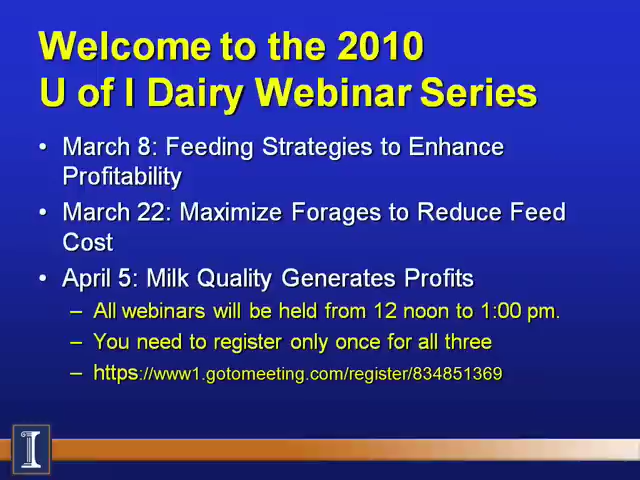 Welcome to the 2010
U of I Dairy Webinar Series
• March 8: Feeding Strategies to Enhance
Profitability
• March 22: Maximize Forages to Reduce Feed
Cost
• April 5: Milk Quality Generates Profits
– All webinars will be held from 12 noon to 1:00 pm.
– You need to register only once for all three
– https://www1.gotomeeting.com/register/834851369
I